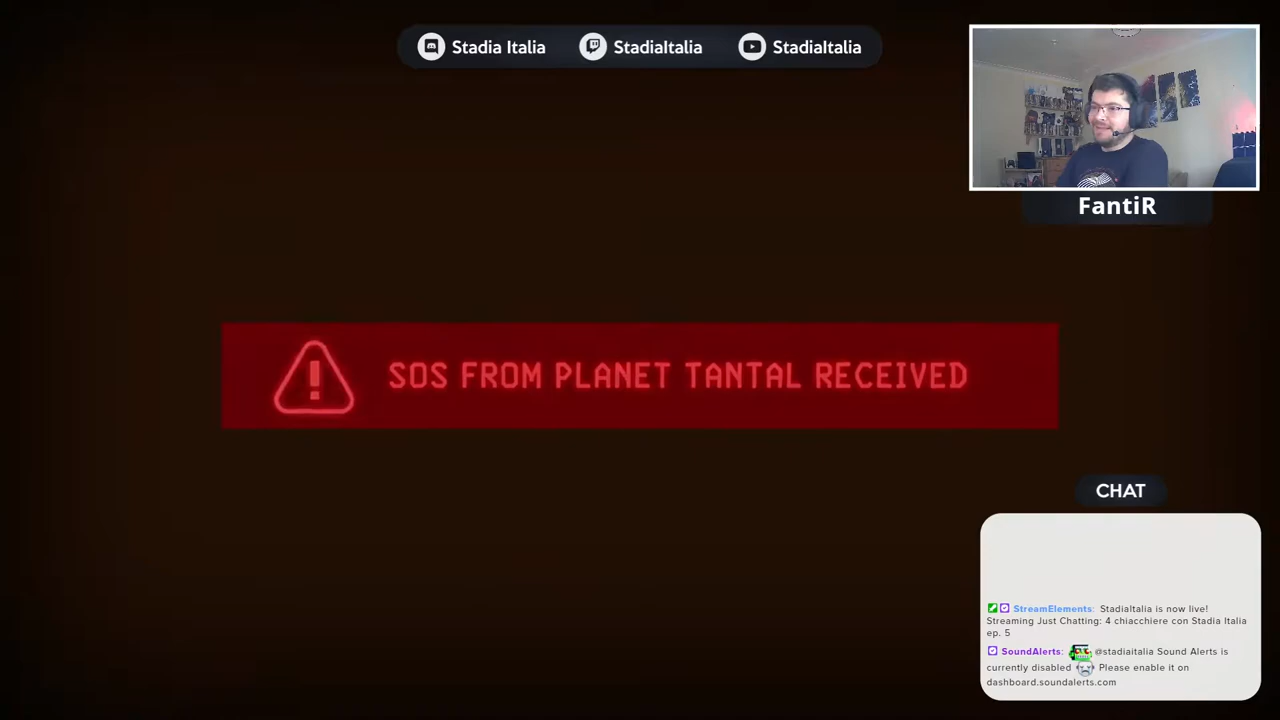 Stadia Italia StadiaItalia StadiaItalia
FantiR
SOS FROM PLANET TANTAL RECEIVED
CHAT
StreamElements: StadiaItalia is now live!
Streaming Just Chatting: 4 chiacchiere con Stadia Italia
ep. 5
SoundAlerts: @stadiaitalia Sound Alerts is
currently disabled Please enable it on
dashboard.soundalerts.com